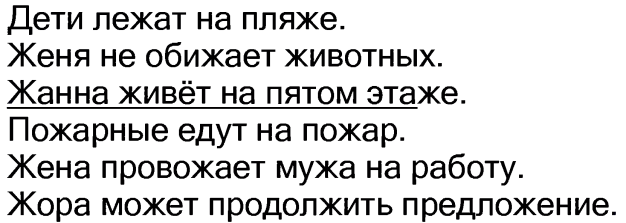 Дети лежат на пляже.
Женя не обижает животных.
Жанна живёт на пятом этаже.
Пожарные едут на пожар.
Жена провожает мужа на работу.
Жора может продолжить предложение.